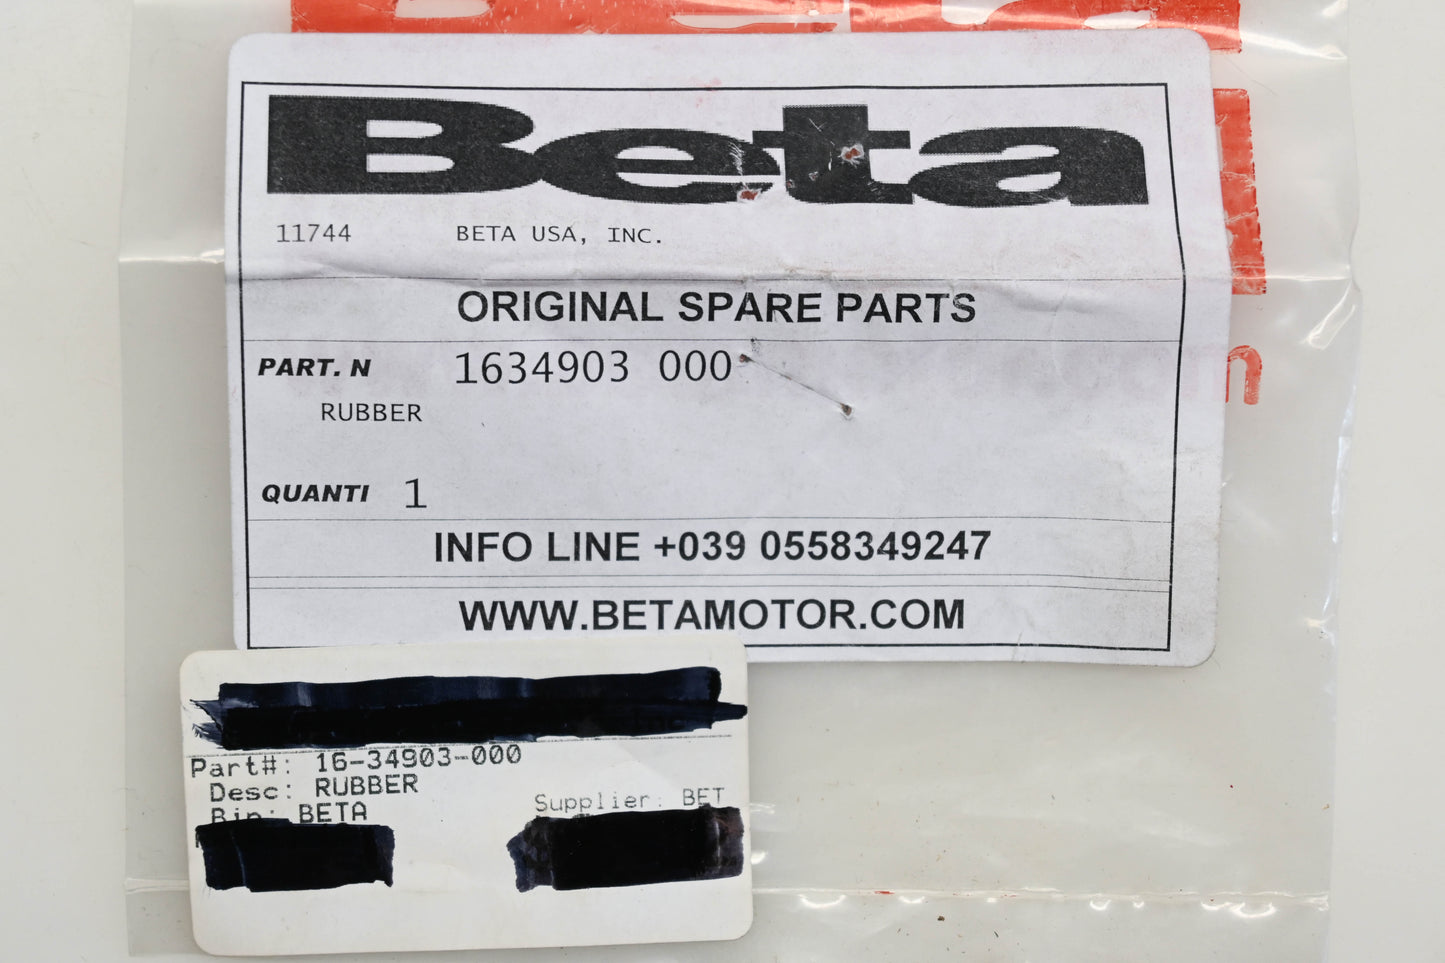 Beta
11744 BETA USA, INC.
ORIGINAL SPARE PARTS
PART. N 1634903 000
RUBBER
QUANTI 1
INFO LINE +039 0558349247
WWW.BETAMOTOR.COM
Part#: 16-34903-000
Desc: RUBBER
Bin: BETA
Supplier: BET